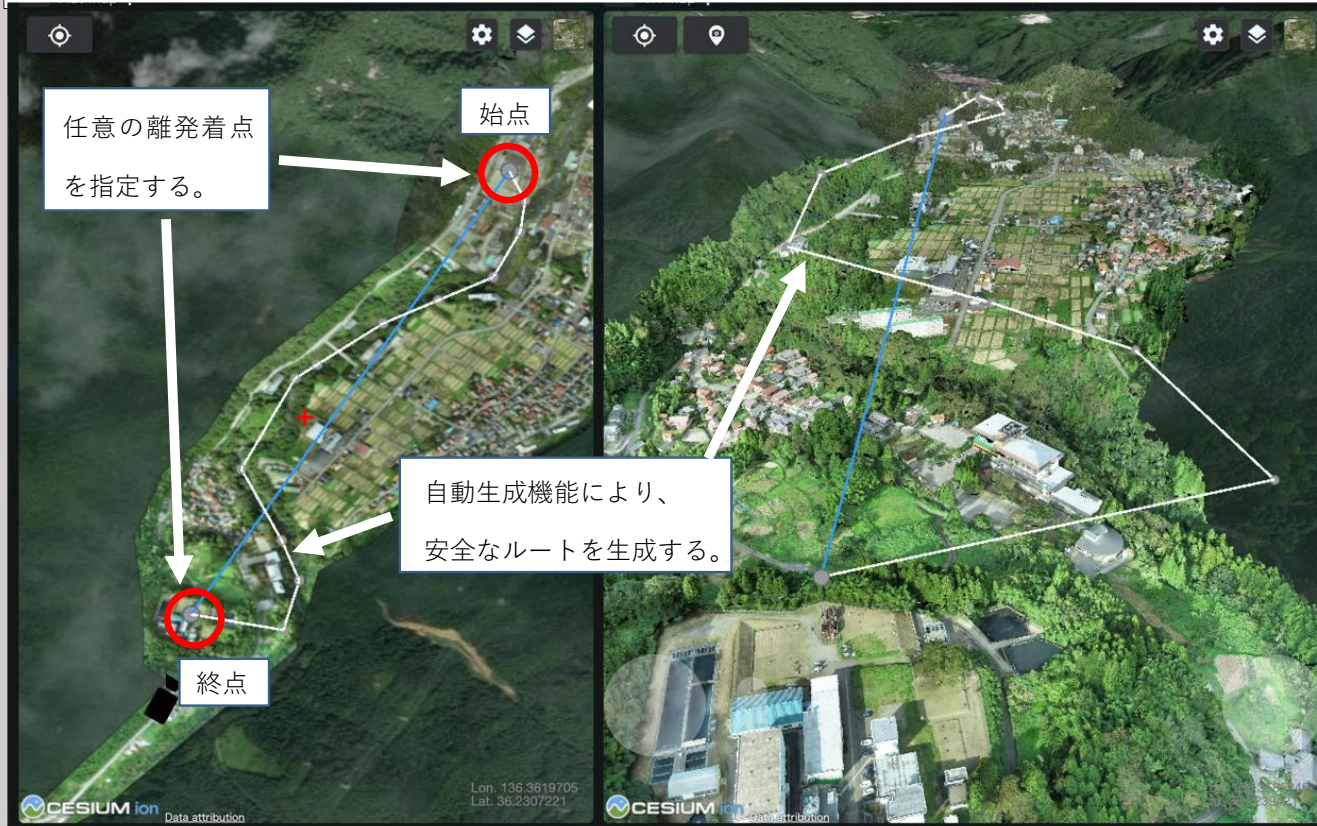 任意の離発着点
を指定する。
始点
自動生成機能により、
安全なルートを生成する。
終点
Lon. 136.3619705
Lat. 36.2307221
CESIUM ion
Data attribution
CESIUM ion
Data attribution